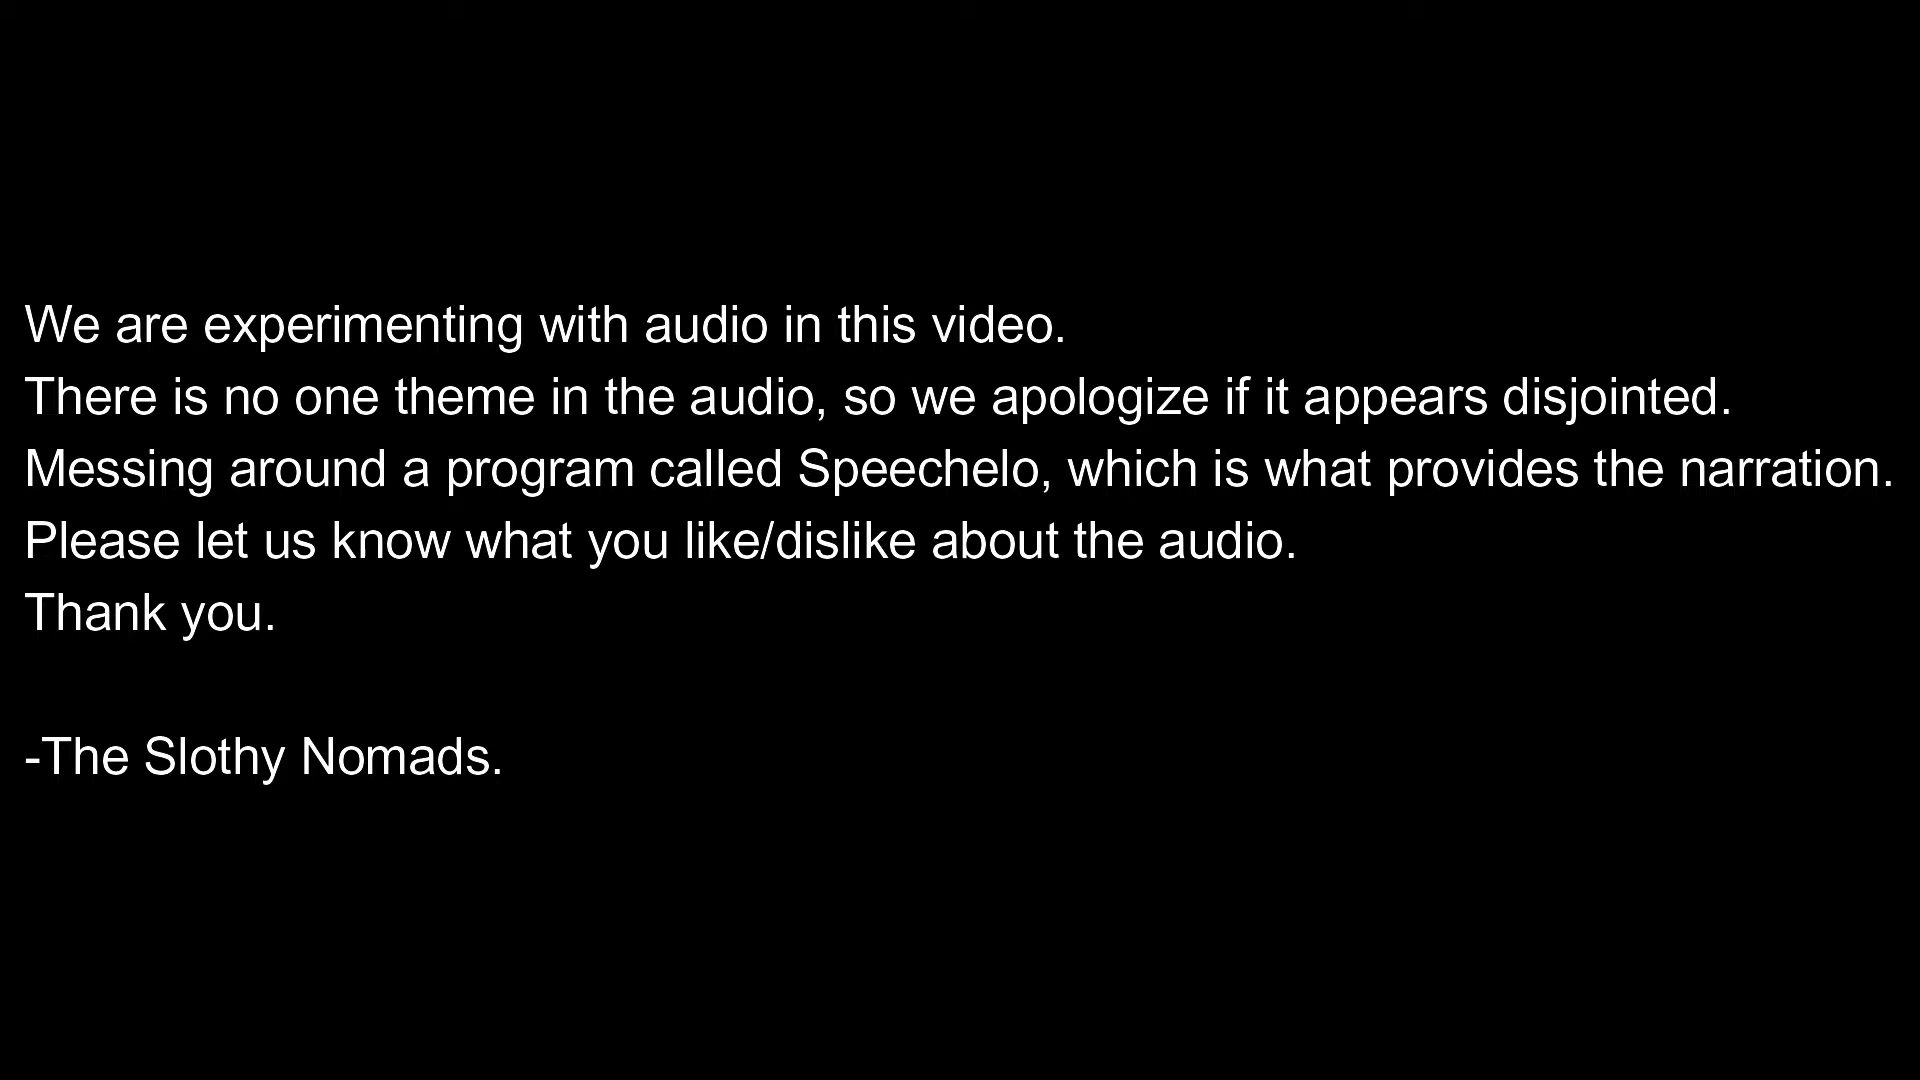 We are experimenting with audio in this video.
There is no one theme in the audio, so we apologize if it appears disjointed.
Messing around a program called Speechelo, which is what provides the narration.
Please let us know what you like/dislike about the audio.
Thank you.
-The Slothy Nomads.